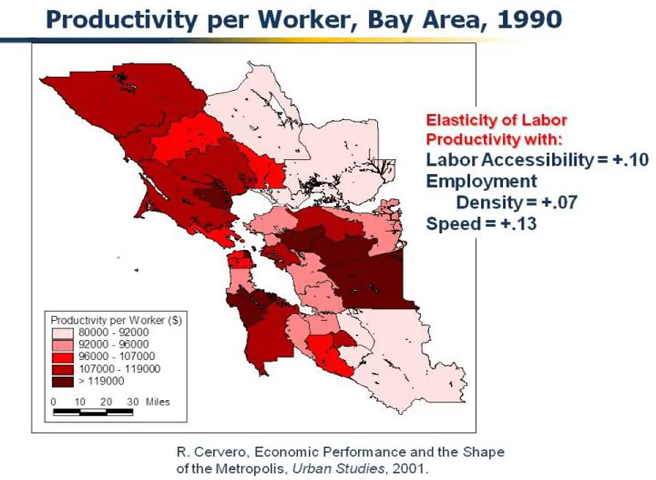 Productivity per Worker, Bay Area, 1990
Elasticity of Labor
Productivity with:
Labor Accessibility = +.10
Employment
Density = +.07
Speed = +.13
Productivity per Worker ($)
80000 - 92000
92000 - 96000
96000 - 107000
107000 - 119000
> 119000
0 10 20 30 Miles
R. Cervero, Economic Performance and the Shape
of the Metropolis, Urban Studies, 2001.